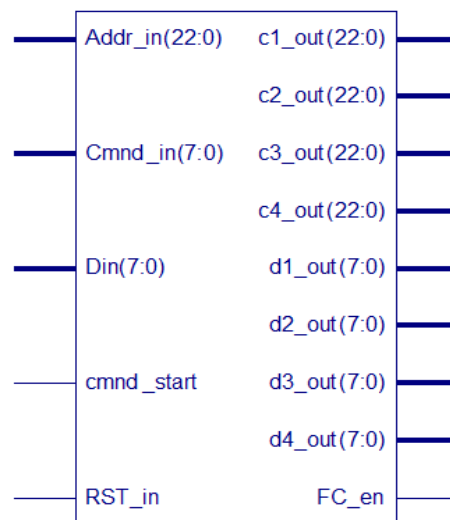 Addr_in(22:0) c1_out(22:0)
c2_out(22:0)
Cmnd_in(7:0) c3_out(22:0)
c4_out(22:0)
Din(7:0) d1_out(7:0)
d2_out(7:0)
cmnd_start d3_out(7:0)
d4_out(7:0)
RST_in FC_en